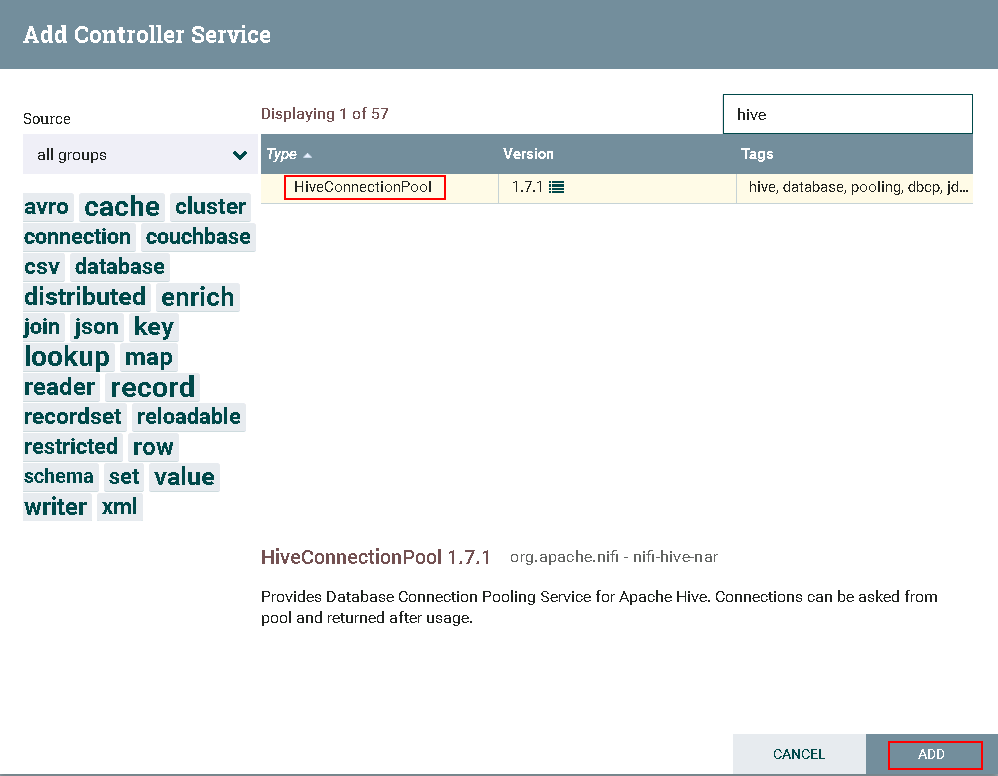 Add Controller Service
Source
Displaying 1 of 57
hive
all groups
Type Version Tags
HiveConnectionPool 1.7.1 hive, database, pooling, dbcp, jd...
avro cache cluster
connection couchbase
csv database
distributed enrich
join json key
lookup map
reader record
recordset reloadable
restricted row
schema set value
writer xml
HiveConnectionPool 1.7.1 org.apache.nifi - nifi-hive-nar
Provides Database Connection Pooling Service for Apache Hive. Connections can be asked from
pool and returned after usage.
CANCEL ADD